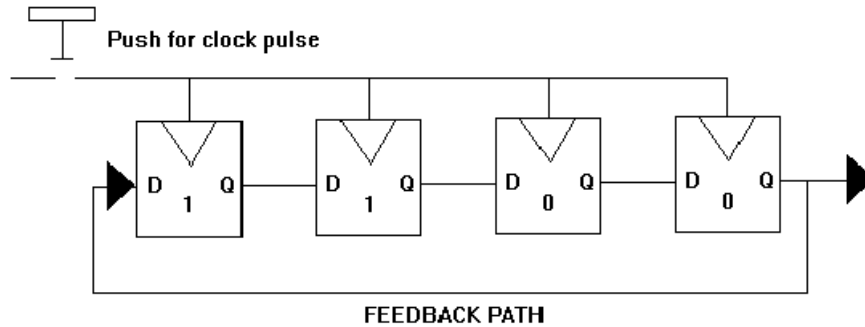 Push for clock pulse
D Q D Q D Q D Q
1 1 0 0
FEEDBACK PATH